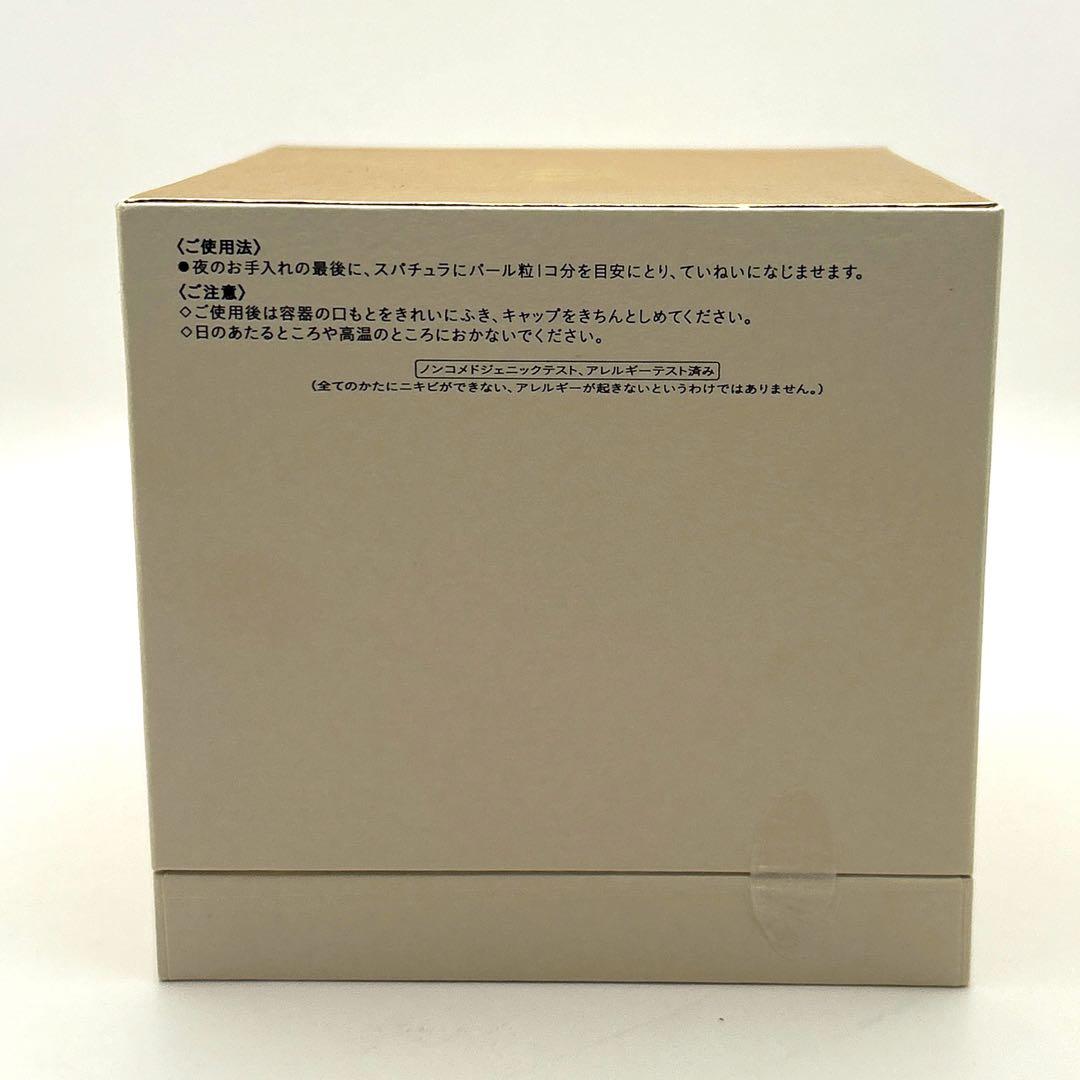 〈ご使用法〉
●夜のお手入れの最後に、スパチュラにパール粒1コ分を目安にとり、ていねいになじませます。
〈ご注意〉
◇ご使用後は容器の口もとをきれいにふき、キャップをきちんとしめてください。
◇日のあたるところや高温のところにおかないでください。
ノンコメドジェニックテスト、アレルギーテスト済み
(全てのかたにニキビができない、アレルギーが起きないというわけではありません。)